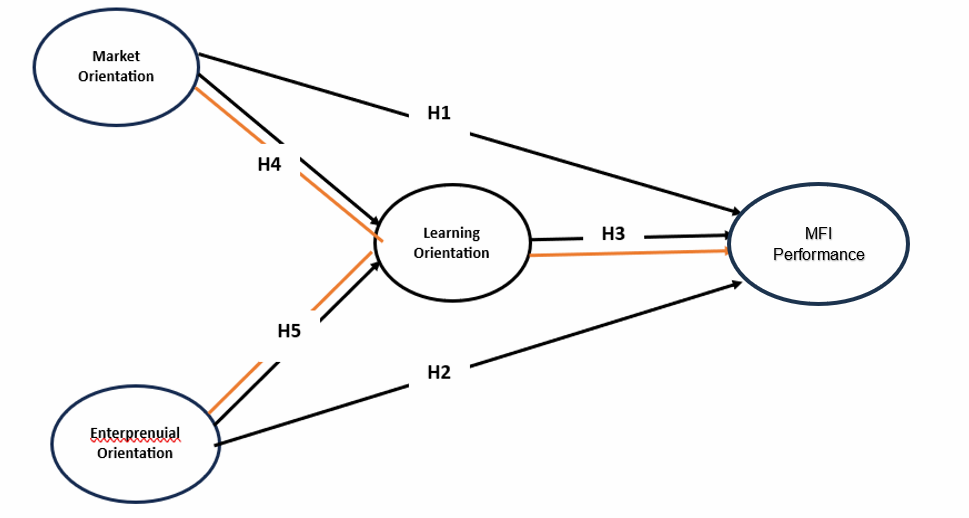 Market
Orientation
H1
H4
Learning
Orientation
H3
MFI
Performance
H5
H2
Enterprenuial
Orientation